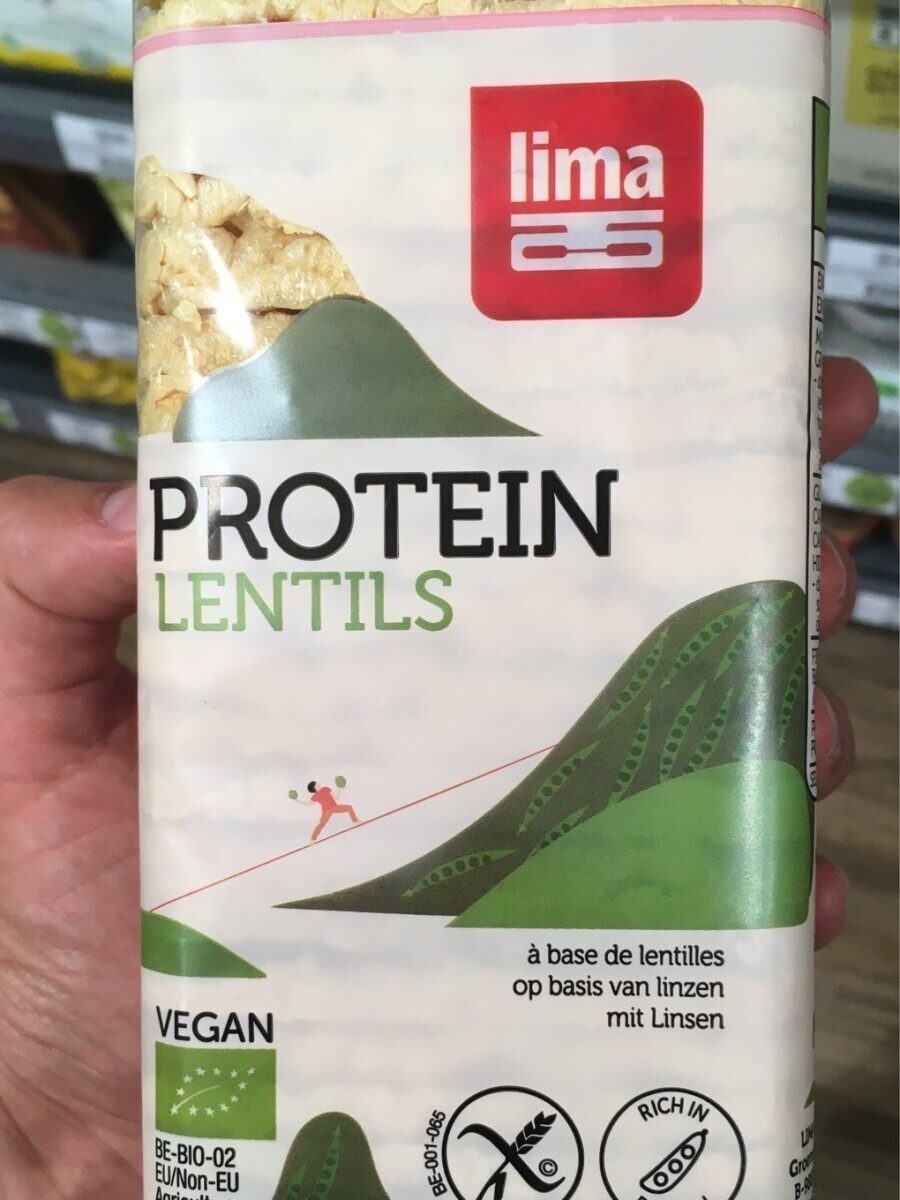 lima
PROTEIN
LENTILS
à base de lentilles
op basis van linzen
mit Linsen
VEGAN
BE-BIO-02
EU/Non-EU
BE-001-065
©
RICH IN